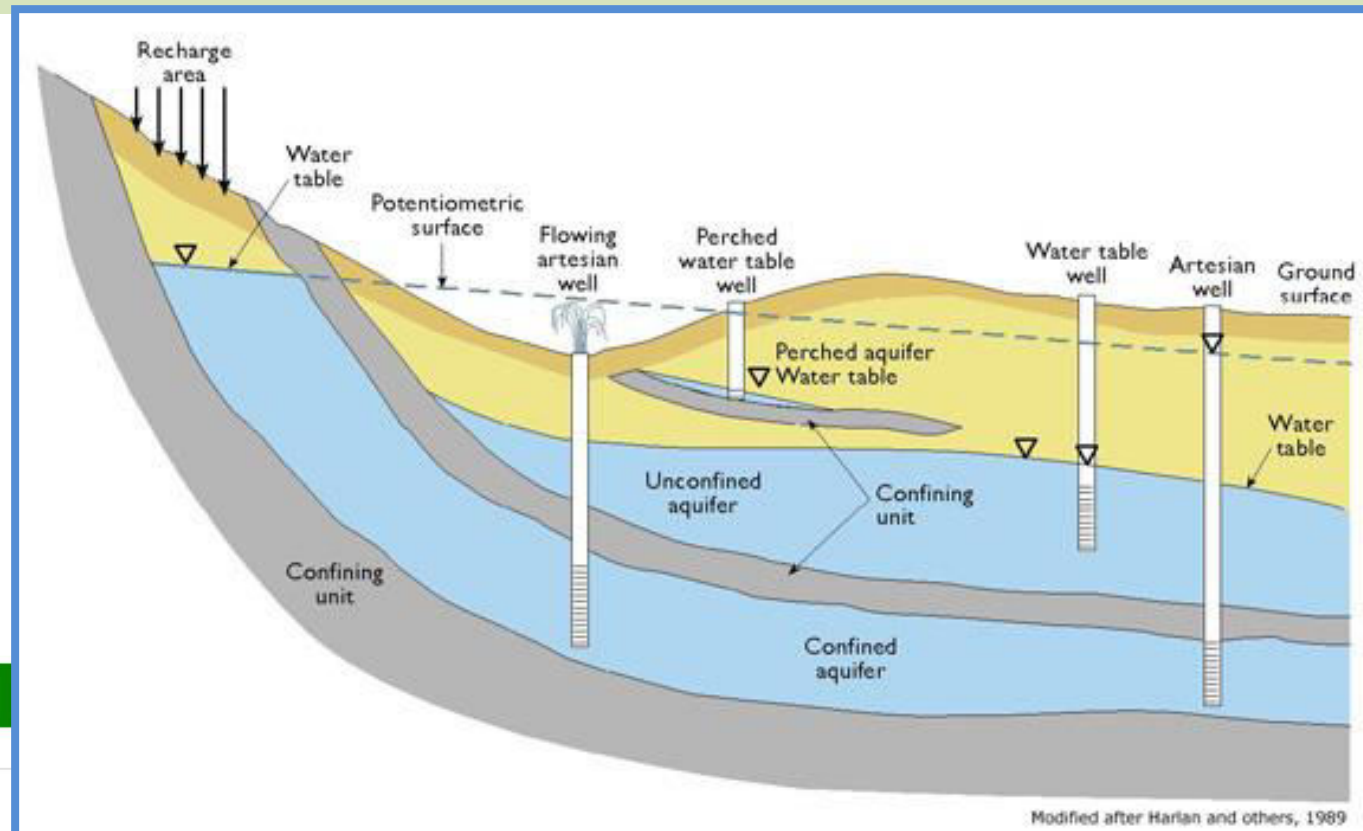 Recharge
area
Water
table
Potentiometric
surface
Flowing
artesian
well
Perched
water table
well
Water table
well
Artesian
well
Ground
surface
Perched aquifer
Water table
Water
table
Unconfined
aquifer
Confining
unit
Confining
unit
Confined
aquifer
Modified after Harlan and others, 1989